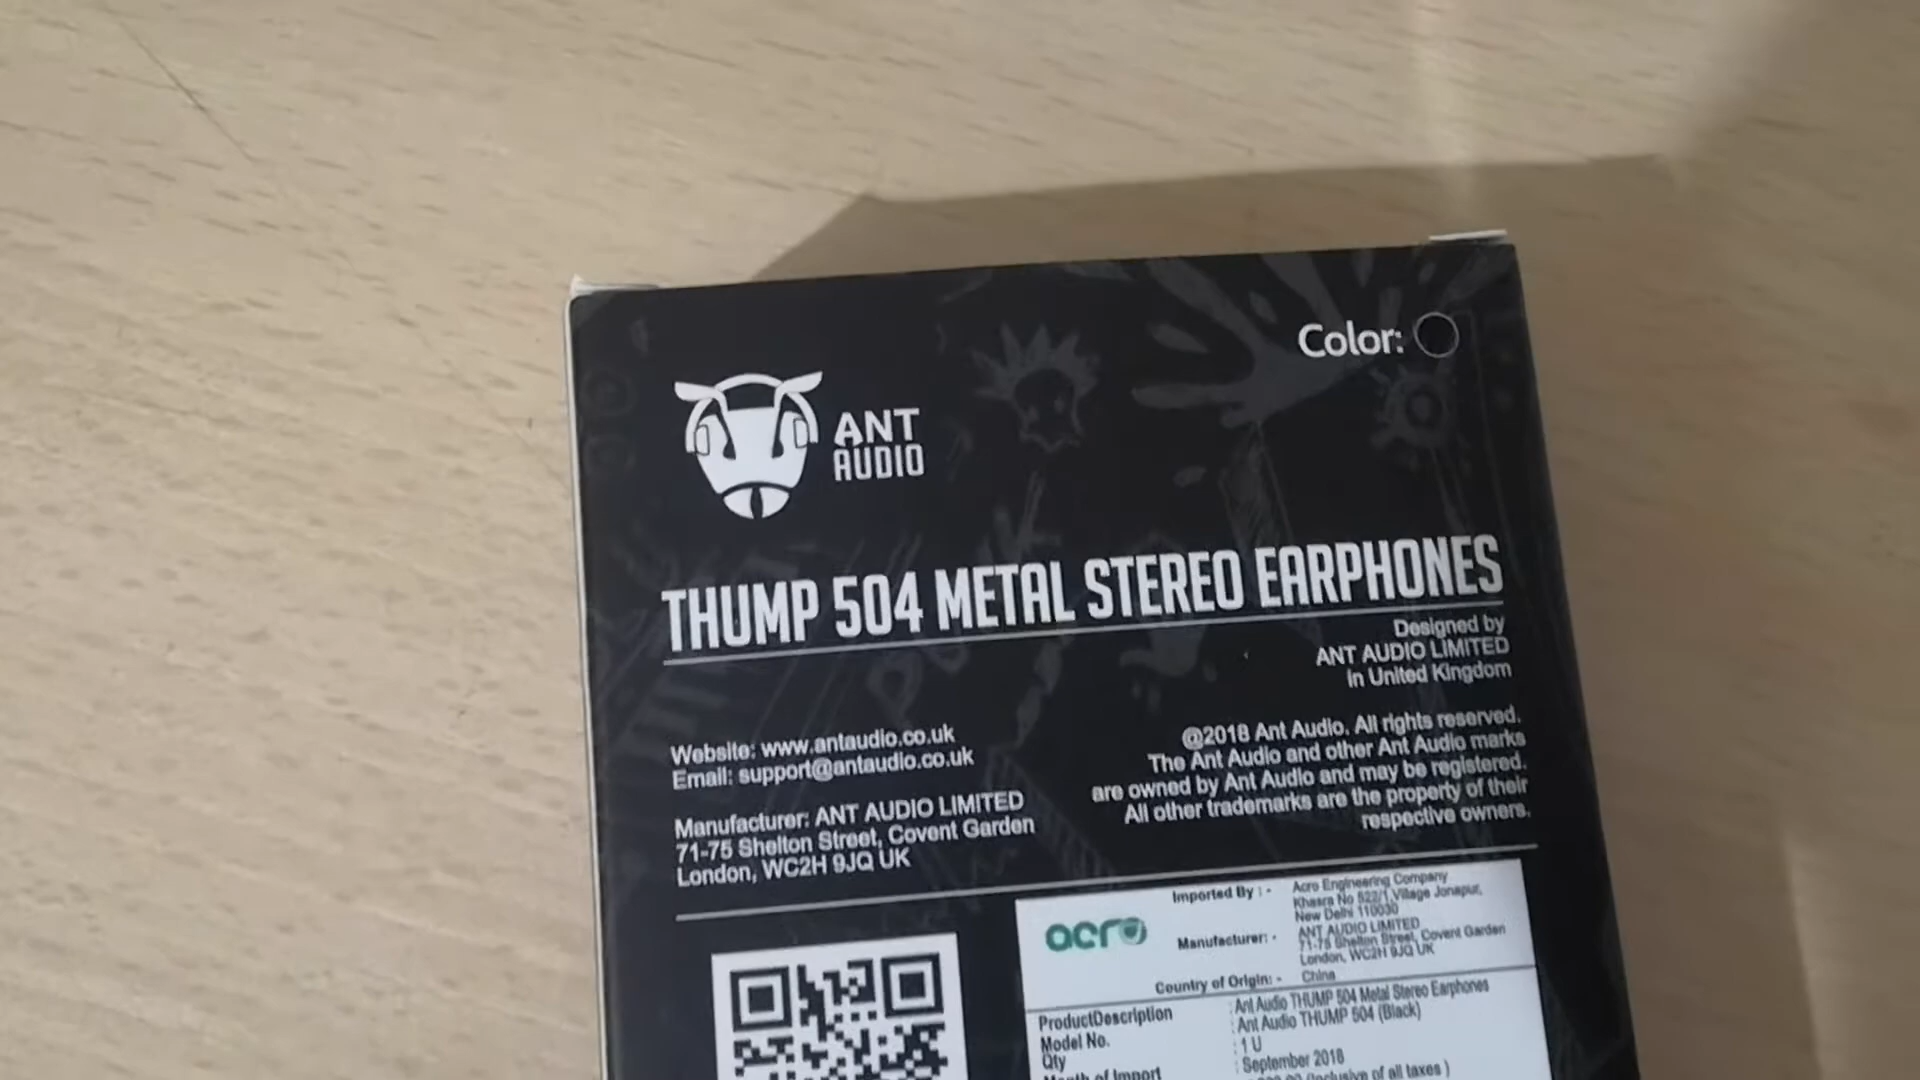 Color:
ANT
AUDIO
THUMP 504 METAL STEREO EARPHONES
Designed by
ANT AUDIO LIMITED
in United Kingdom
Website: www.antaudio.co.uk
Email: support@antaudio.co.uk
Manufacturer: ANT AUDIO LIMITED
71-75 Shelton Street, Covent Garden
London, WC2H 9JQ UK
@2018 Ant Audio. All rights reserved.
The Ant Audio and other Ant Audio marks
are owned by Ant Audio and may be registered.
All other trademarks are the property of their
respective owners.
acro
Imported By : - Acro Engineering Company
Khasra No 522/1,Village Jonapur,
New Delhi 110030
Manufacturer: - ANT AUDIO LIMITED
71-75 Shelton Street, Covent Garden
London, WC2H 9JQ UK
Country of Origin: - China
ProductDescription : Ant Audio THUMP 504 Metal Stereo Earphones
Model No. : Ant Audio THUMP 504 (Black)
Qty : 1 U
Month of Import : September 2018
(Inclusive of all taxes )